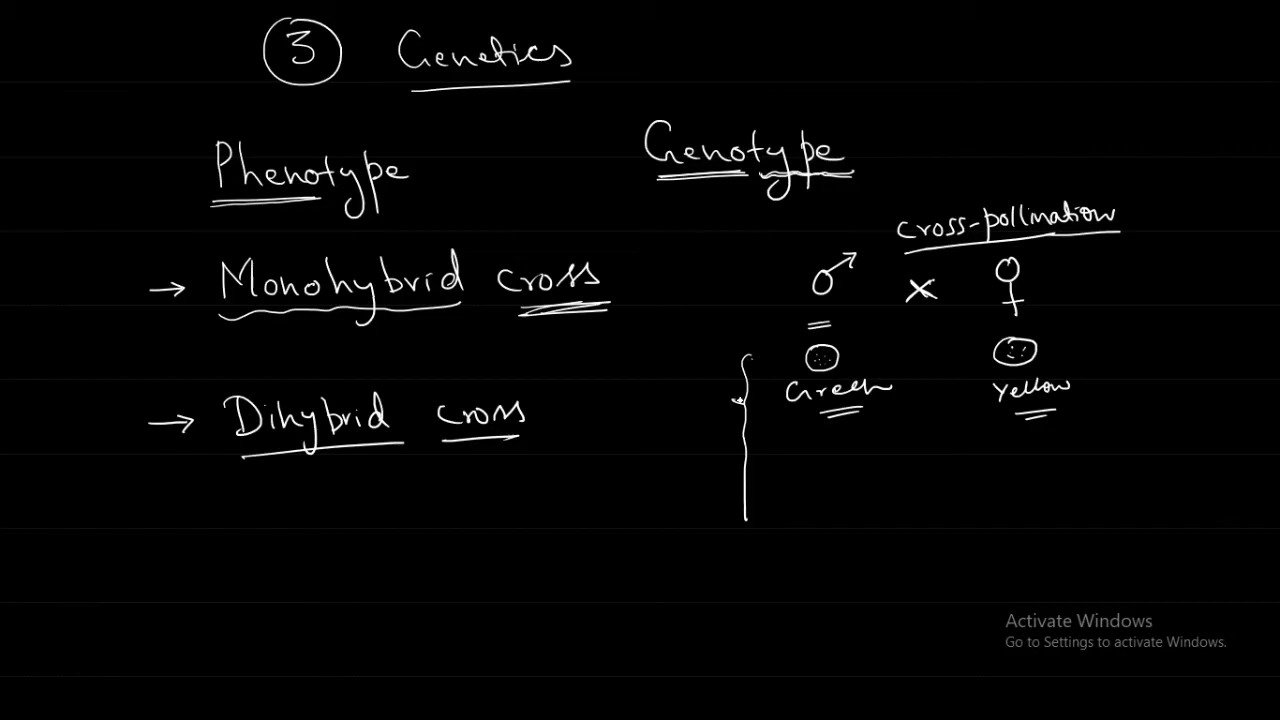 3 Genetics
Phenotype
Genotype
cross-pollination
→ Monohybrid cross
♂ × ♀
Green
Yellow
→ Dihybrid cross
Activate Windows
Go to Settings to activate Windows.